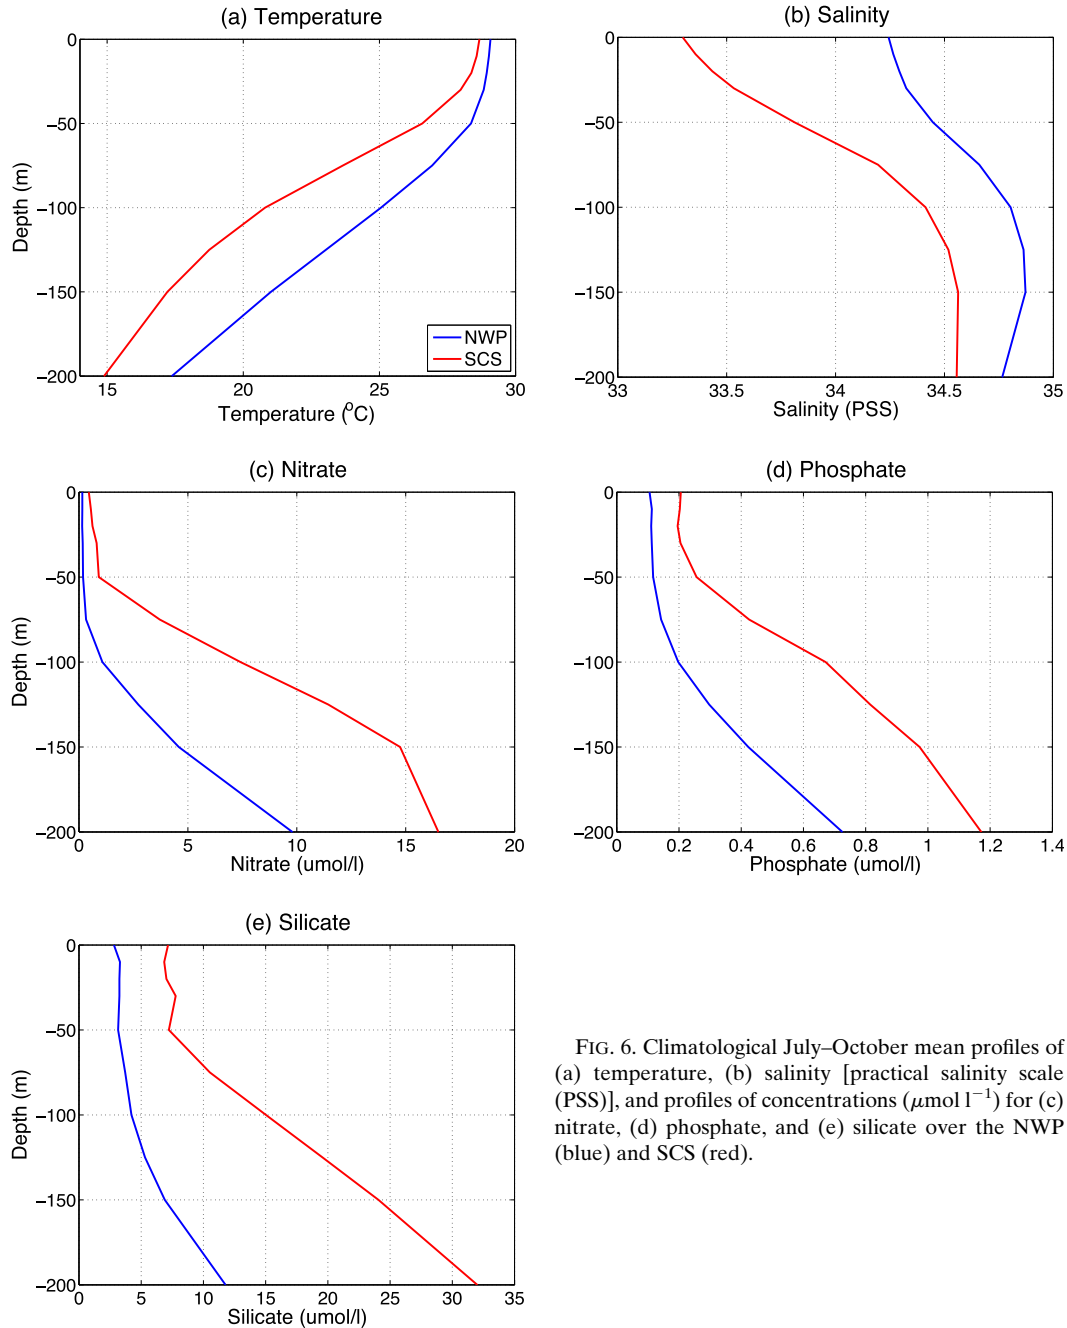 (a) Temperature
0
−50
−100
−150
−200
Depth (m)
15 20 25 30
Temperature (°C)
NWP
SCS
(b) Salinity
0
−50
−100
−150
−200
33 33.5 34 34.5 35
Salinity (PSS)
(c) Nitrate
0
−50
−100
−150
−200
Depth (m)
0 5 10 15 20
Nitrate (umol/l)
(d) Phosphate
0
−50
−100
−150
−200
0 0.2 0.4 0.6 0.8 1 1.2 1.4
Phosphate (umol/l)
(e) Silicate
0
−50
−100
−150
−200
Depth (m)
0 5 10 15 20 25 30 35
Silicate (umol/l)
FIG. 6. Climatological July–October mean profiles of
(a) temperature, (b) salinity [practical salinity scale
(PSS)], and profiles of concentrations (μmol l⁻¹) for (c)
nitrate, (d) phosphate, and (e) silicate over the NWP
(blue) and SCS (red).